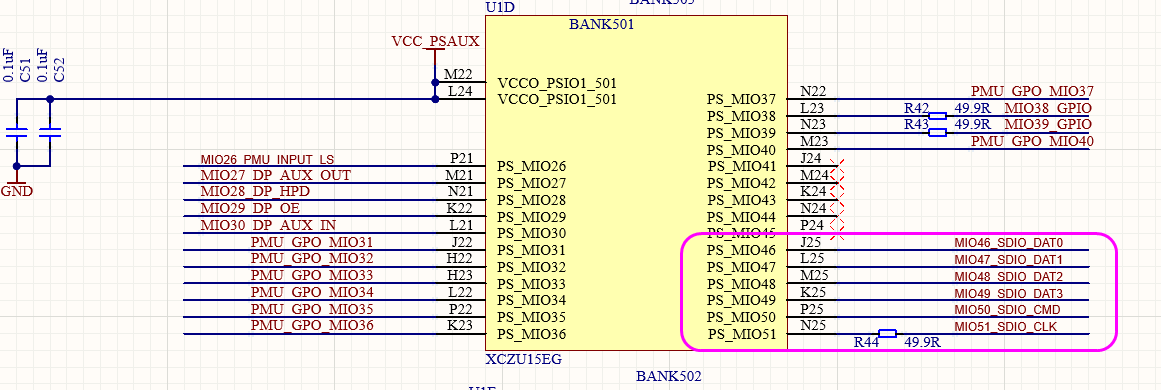 BANK503
U1D
BANK501
VCC_PSAUX
0.1uF
C51
0.1uF
C52
GND
M22 VCCO_PSIO1_501
L24 VCCO_PSIO1_501
MIO26_PMU_INPUT_LS P21 PS_MIO26
MIO27_DP_AUX_OUT M21 PS_MIO27
MIO28_DP_HPD N21 PS_MIO28
MIO29_DP_OE K22 PS_MIO29
MIO30_DP_AUX_IN L21 PS_MIO30
PMU_GPO_MIO31 J22 PS_MIO31
PMU_GPO_MIO32 H22 PS_MIO32
PMU_GPO_MIO33 H23 PS_MIO33
PMU_GPO_MIO34 L22 PS_MIO34
PMU_GPO_MIO35 P22 PS_MIO35
PMU_GPO_MIO36 K23 PS_MIO36
PS_MIO37 N22 PMU_GPO_MIO37
PS_MIO38 L23 R42 49.9R MIO38_GPIO
PS_MIO39 N23 R43 49.9R MIO39_GPIO
PS_MIO40 M23 PMU_GPO_MIO40
PS_MIO41 J24
PS_MIO42 M24
PS_MIO43 K24
PS_MIO44 N24
PS_MIO45 P24
PS_MIO46 J25 MIO46_SDIO_DAT0
PS_MIO47 L25 MIO47_SDIO_DAT1
PS_MIO48 M25 MIO48_SDIO_DAT2
PS_MIO49 K25 MIO49_SDIO_DAT3
PS_MIO50 P25 MIO50_SDIO_CMD
PS_MIO51 N25 MIO51_SDIO_CLK
R44 49.9R
XCZU15EG
BANK502